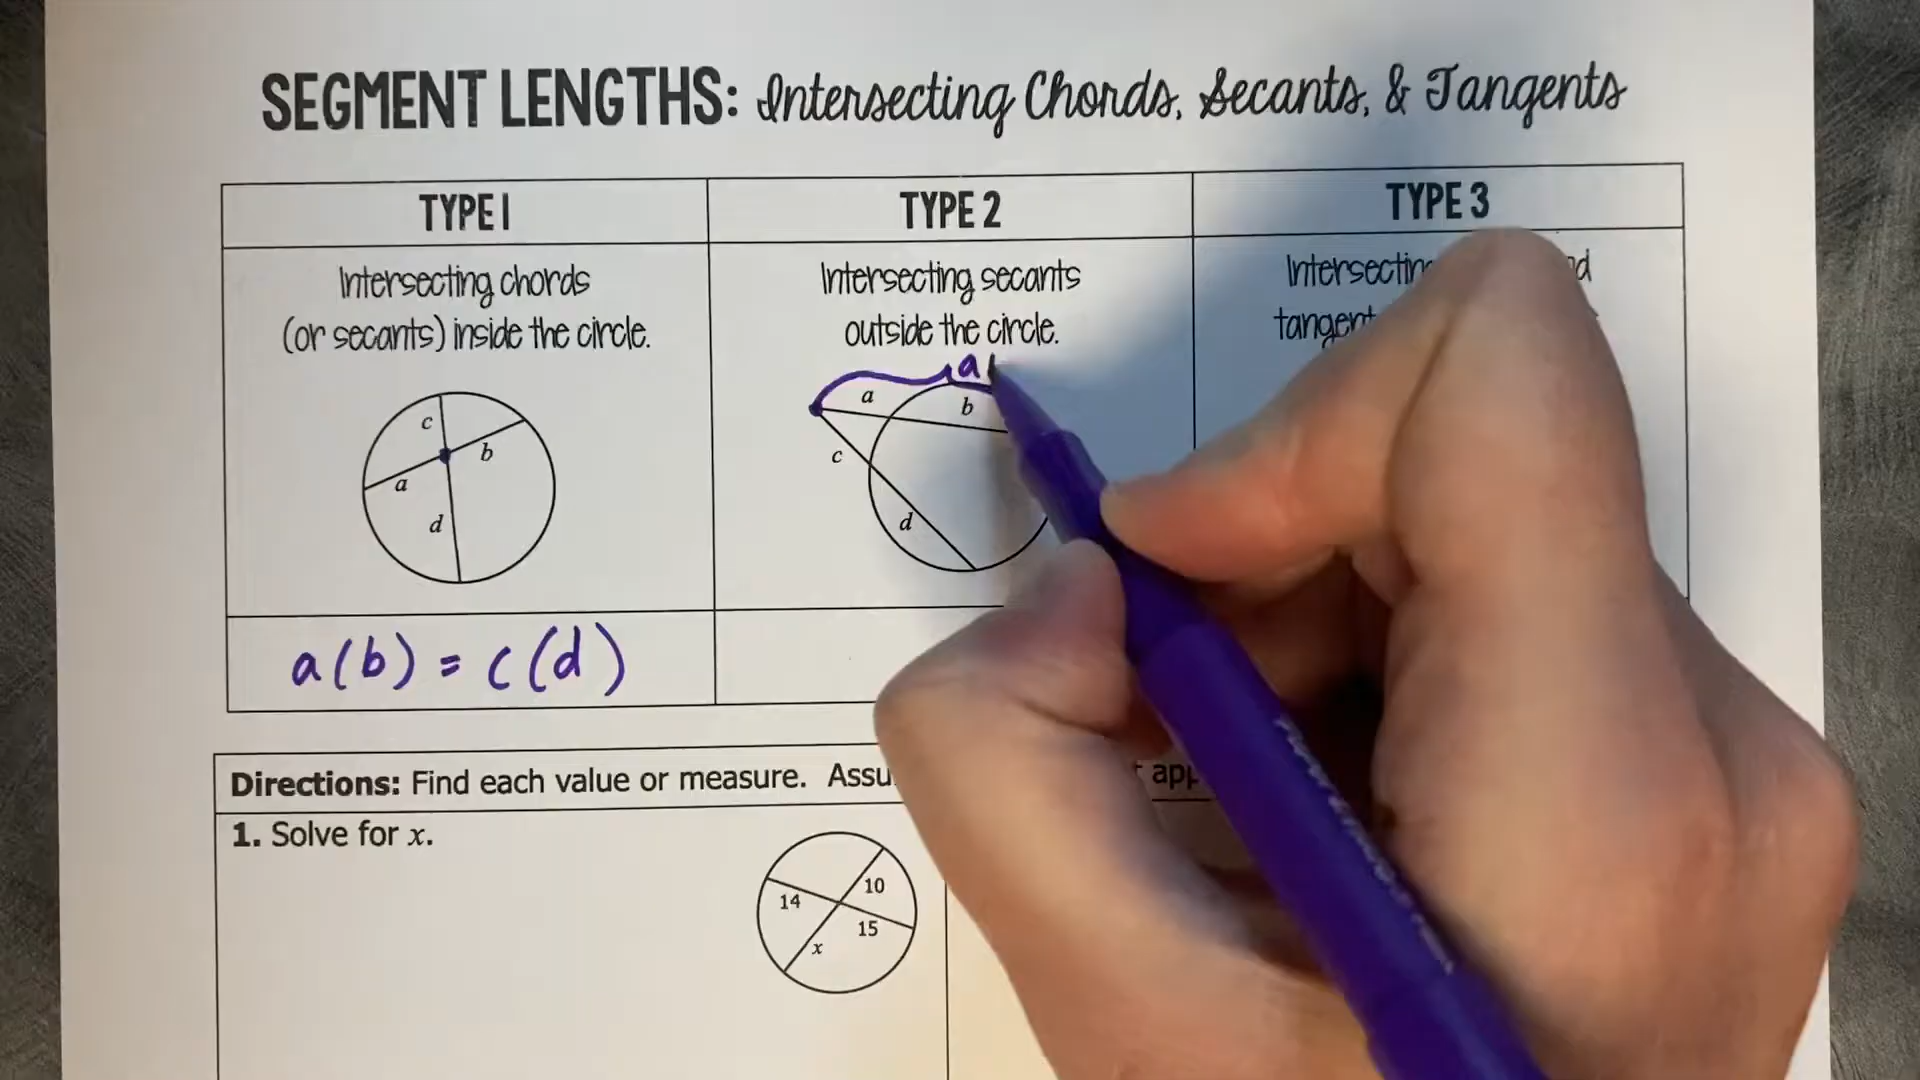 SEGMENT LENGTHS: Intersecting Chords, Secants, & Tangents
TYPE 1
TYPE 2
TYPE 3
Intersecting chords
(or secants) inside the circle.
c
b
a
d
a(b) = c(d)
Intersecting secants
outside the circle.
a
a
b
c
d
Directions: Find each value or measure.
1. Solve for x.
10
14
15
x